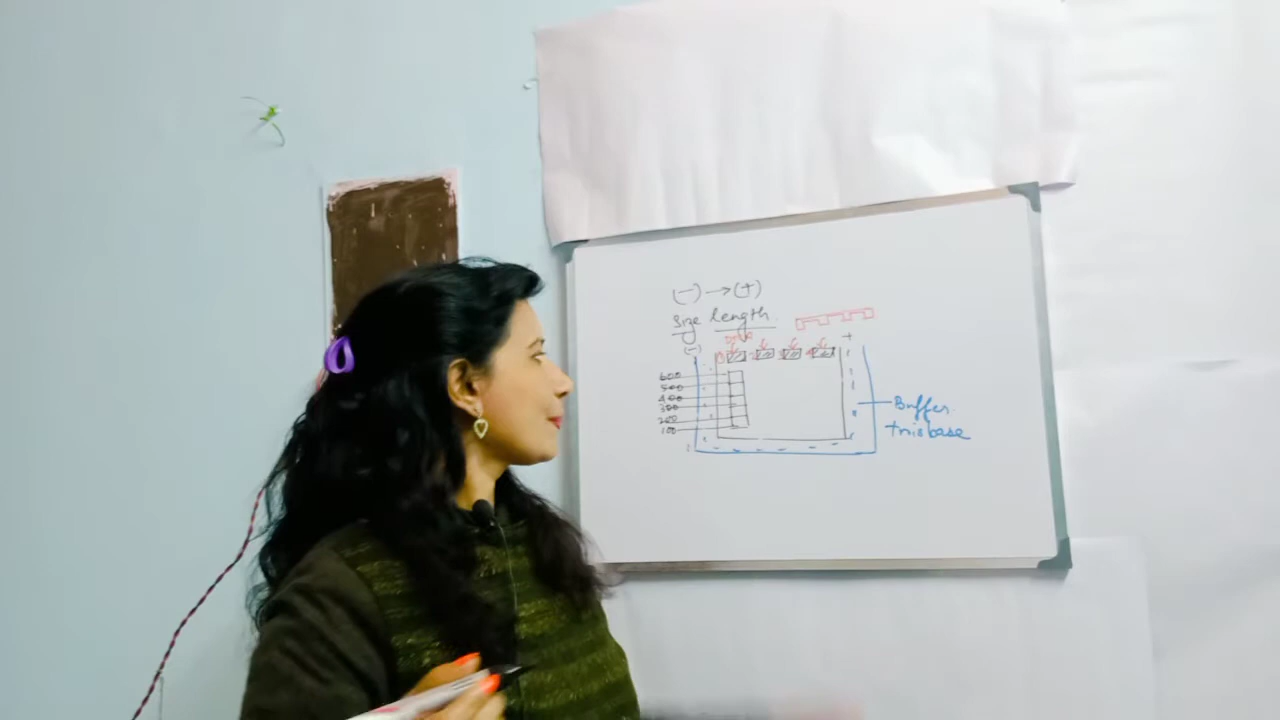 (-) → (+)
Size length.
(-) +
600
500
400
300
200
100
Buffer
tris base